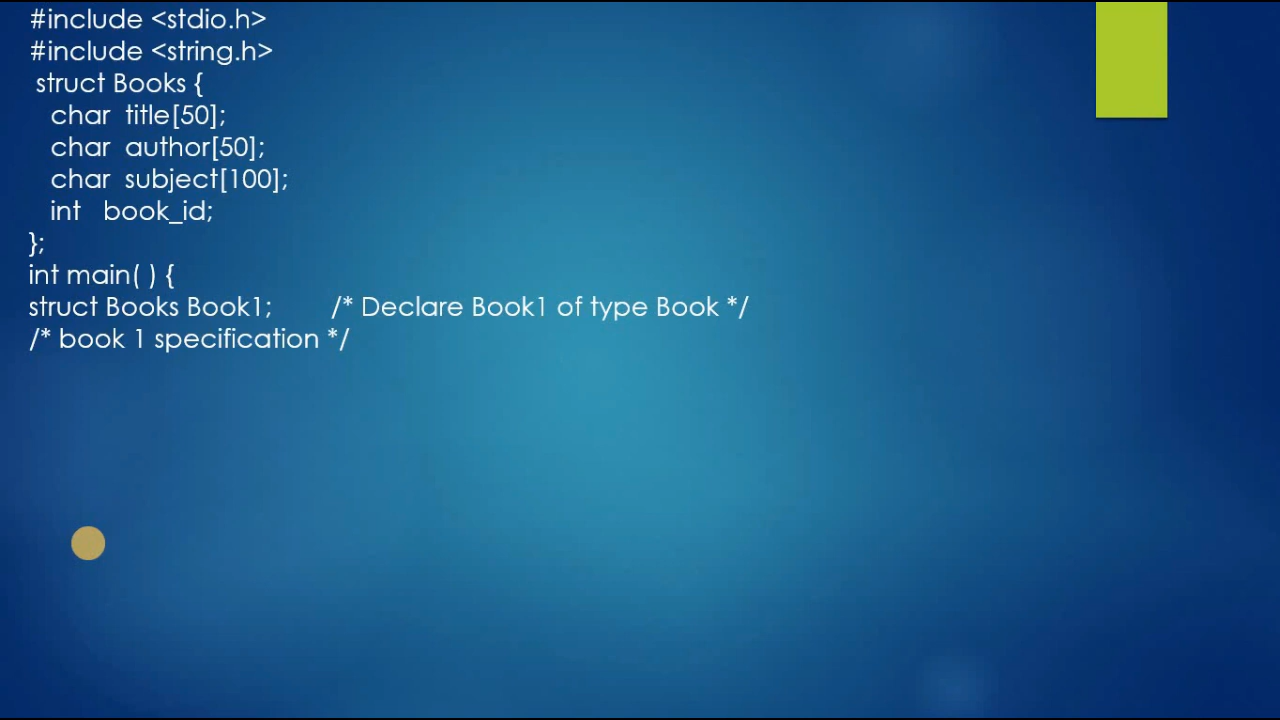 #include <stdio.h>
#include <string.h>
struct Books {
char title[50];
char author[50];
char subject[100];
int book_id;
};
int main( ) {
struct Books Book1; /* Declare Book1 of type Book */
/* book 1 specification */